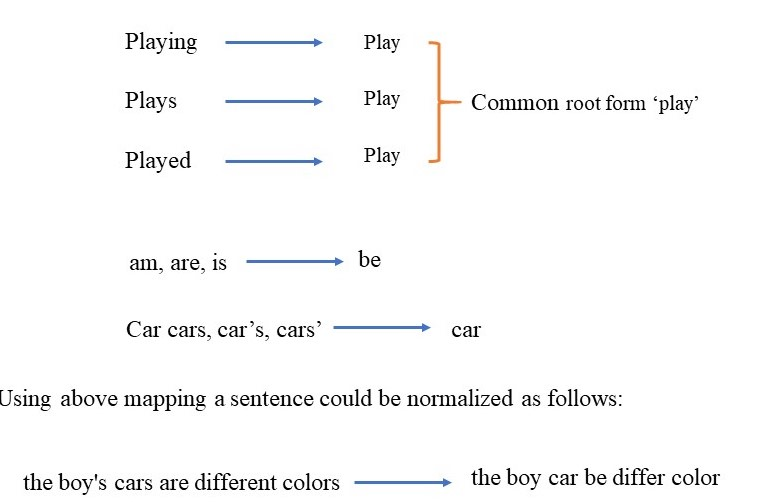 Playing Play
Plays Play Common root form ‘play’
Played Play
am, are, is be
Car cars, car’s, cars’ car
Using above mapping a sentence could be normalized as follows:
the boy's cars are different colors the boy car be differ color